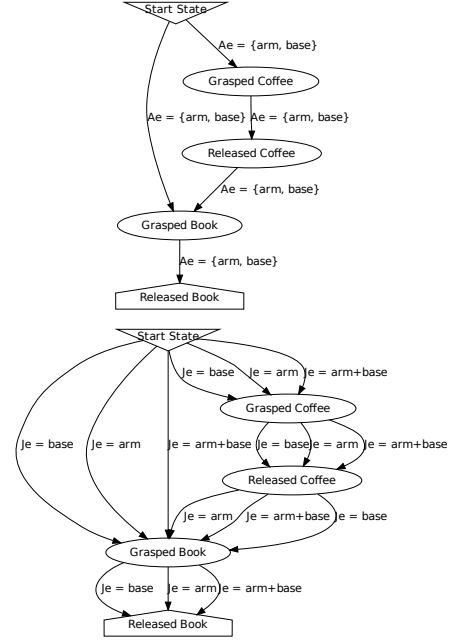 Start State
Ae = {arm, base}
Grasped Coffee
Ae = {arm, base} Ae = {arm, base}
Released Coffee
Ae = {arm, base}
Grasped Book
Ae = {arm, base}
Released Book
Start State
Je = base Je = arm Je = arm+base
Grasped Coffee
Je = base Je = arm Je = arm+base Je = base Je = arm Je = arm+base
Released Coffee
Je = arm Je = arm+base Je = base
Grasped Book
Je = base Je = arm Je = arm+base
Released Book